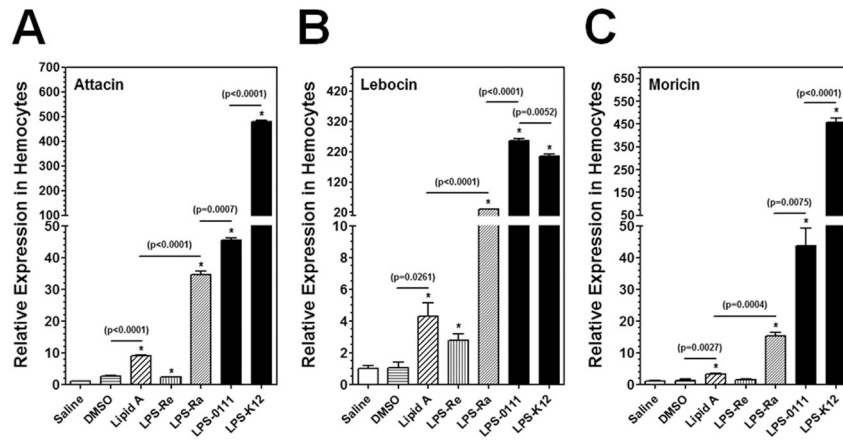 A
Relative Expression in Hemocytes
Attacin
700
600
500
400
300
200
100
50
40
30
20
10
0
(p<0.0001)
*
(p=0.0007)
*
(p<0.0001)
*
(p<0.0001)
*
*
Saline
DMSO
Lipid A
LPS-Re
LPS-Ra
LPS-0111
LPS-K12
B
Relative Expression in Hemocytes
Lebocin
420
320
220
120
20
8
6
4
2
0
(p<0.0001)
(p=0.0052)
*
*
(p<0.0001)
*
(p=0.0261)
*
*
Saline
DMSO
Lipid A
LPS-Re
LPS-Ra
LPS-0111
LPS-K12
C
Relative Expression in Hemocytes
Moricin
650
550
450
350
250
150
50
50
40
30
20
10
0
(p<0.0001)
*
(p=0.0075)
*
(p=0.0004)
*
(p=0.0027)
*
Saline
DMSO
Lipid A
LPS-Re
LPS-Ra
LPS-0111
LPS-K12